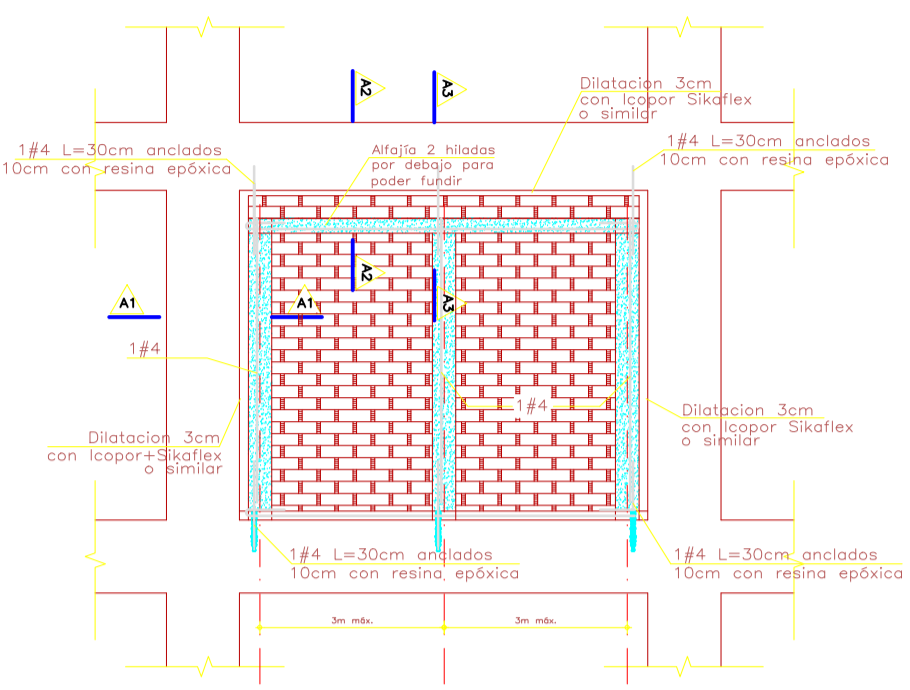 A2
A3
Dilatacion 3cm
con Icopor Sikaflex
o similar
1#4 L=30cm anclados
10cm con resina epóxica
Alfajía 2 hiladas
por debajo para
poder fundir
1#4 L=30cm anclados
10cm con resina epóxica
A2
A3
A1
A1
1#4
1#4
Dilatacion 3cm
con Icopor Sikaflex
o similar
Dilatacion 3cm
con Icopor+Sikaflex
o similar
1#4 L=30cm anclados
10cm con resina epóxica
1#4 L=30cm anclados
10cm con resina epóxica
3m máx.
3m máx.